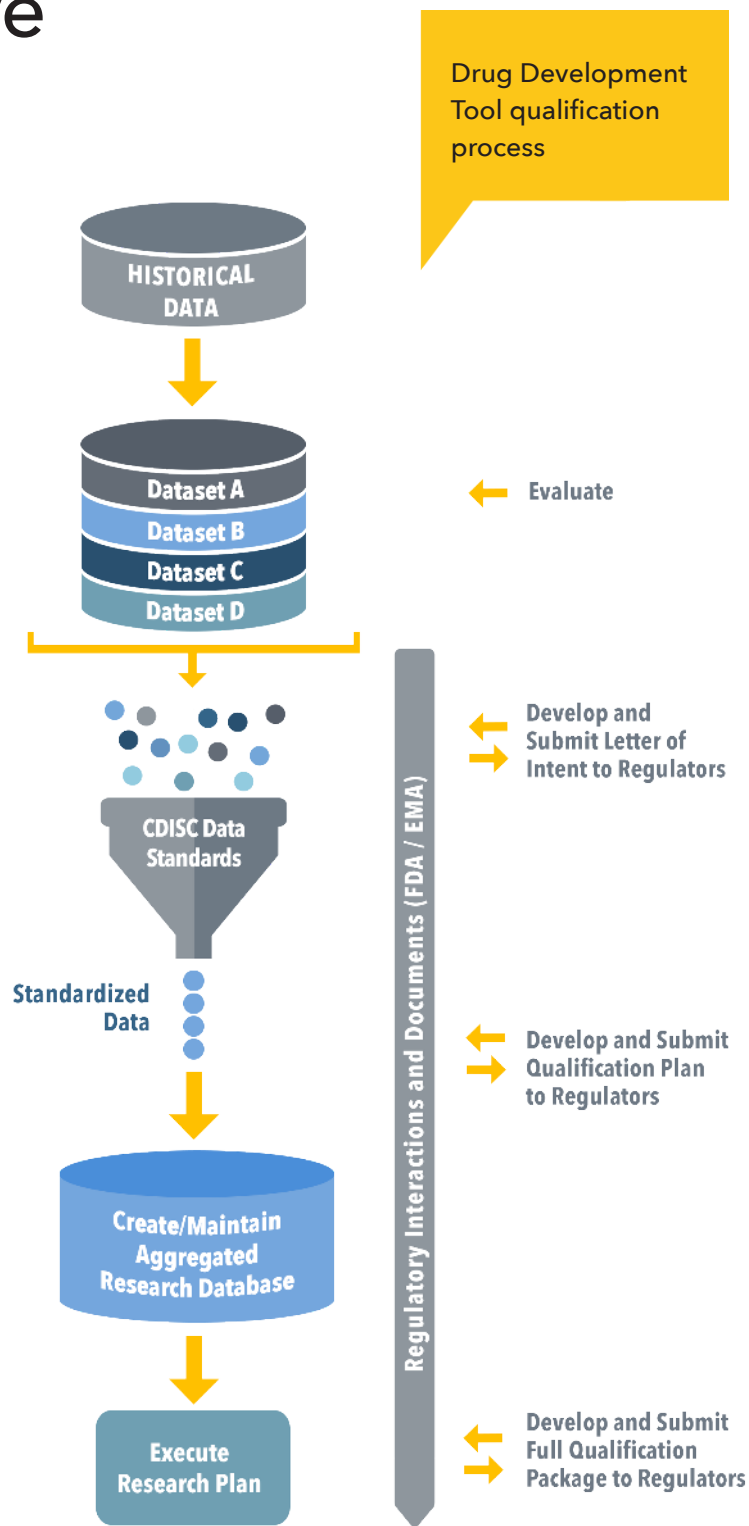 Drug Development
Tool qualification
process
HISTORICAL
DATA
Dataset A
Dataset B
Dataset C
Dataset D
Evaluate
Develop and
Submit Letter of
Intent to Regulators
CDISC Data
Standards
Standardized
Data
Regulatory Interactions and Documents (FDA / EMA)
Develop and Submit
Qualification Plan
to Regulators
Create/Maintain
Aggregated
Research Database
Execute
Research Plan
Develop and Submit
Full Qualification
Package to Regulators